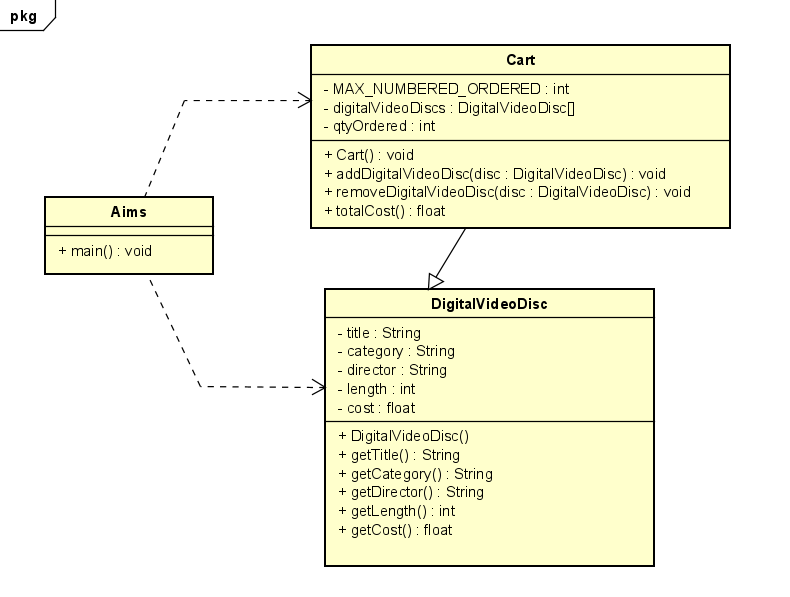 pkg
Cart
- MAX_NUMBERED_ORDERED : int
- digitalVideoDiscs : DigitalVideoDisc[]
- qtyOrdered : int
+ Cart() : void
+ addDigitalVideoDisc(disc : DigitalVideoDisc) : void
+ removeDigitalVideoDisc(disc : DigitalVideoDisc) : void
+ totalCost() : float
Aims
+ main() : void
DigitalVideoDisc
- title : String
- category : String
- director : String
- length : int
- cost : float
+ DigitalVideoDisc()
+ getTitle() : String
+ getCategory() : String
+ getDirector() : String
+ getLength() : int
+ getCost() : float